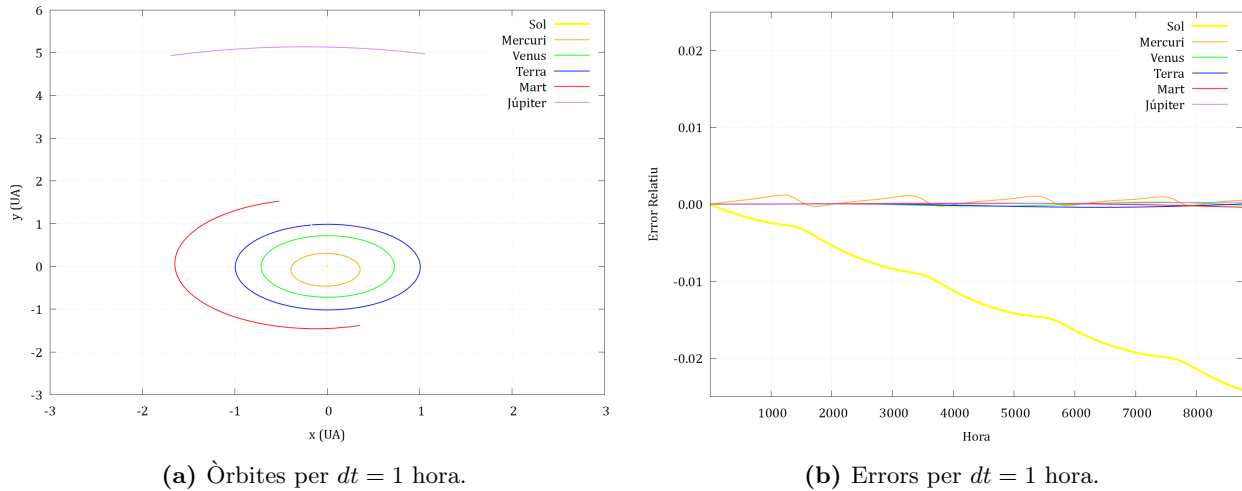 6
5
4
3
2
1
0
-1
-2
-3
-3
-2
-1
0
1
2
3
y (UA)
x (UA)
Sol
Mercuri
Venus
Terra
Mart
Júpiter
(a) Òrbites per dt = 1 hora.
0.02
0.01
0.00
-0.01
-0.02
1000
2000
3000
4000
5000
6000
7000
8000
Error Relatiu
Hora
Sol
Mercuri
Venus
Terra
Mart
Júpiter
(b) Errors per dt = 1 hora.